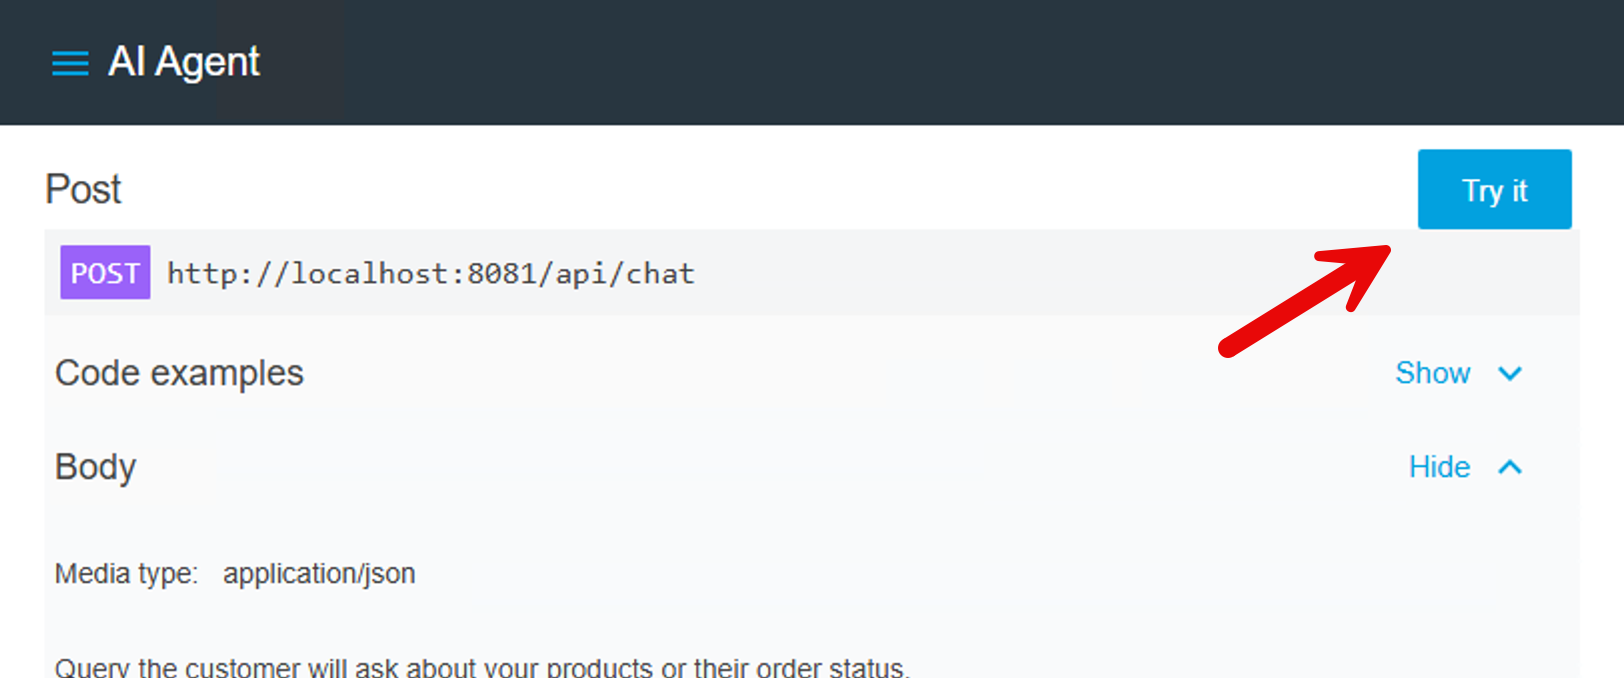 AI Agent
Post
Try it
POST http://localhost:8081/api/chat
Code examples
Show
Body
Hide
Media type: application/json
Query the customer will ask about your products or their order status.